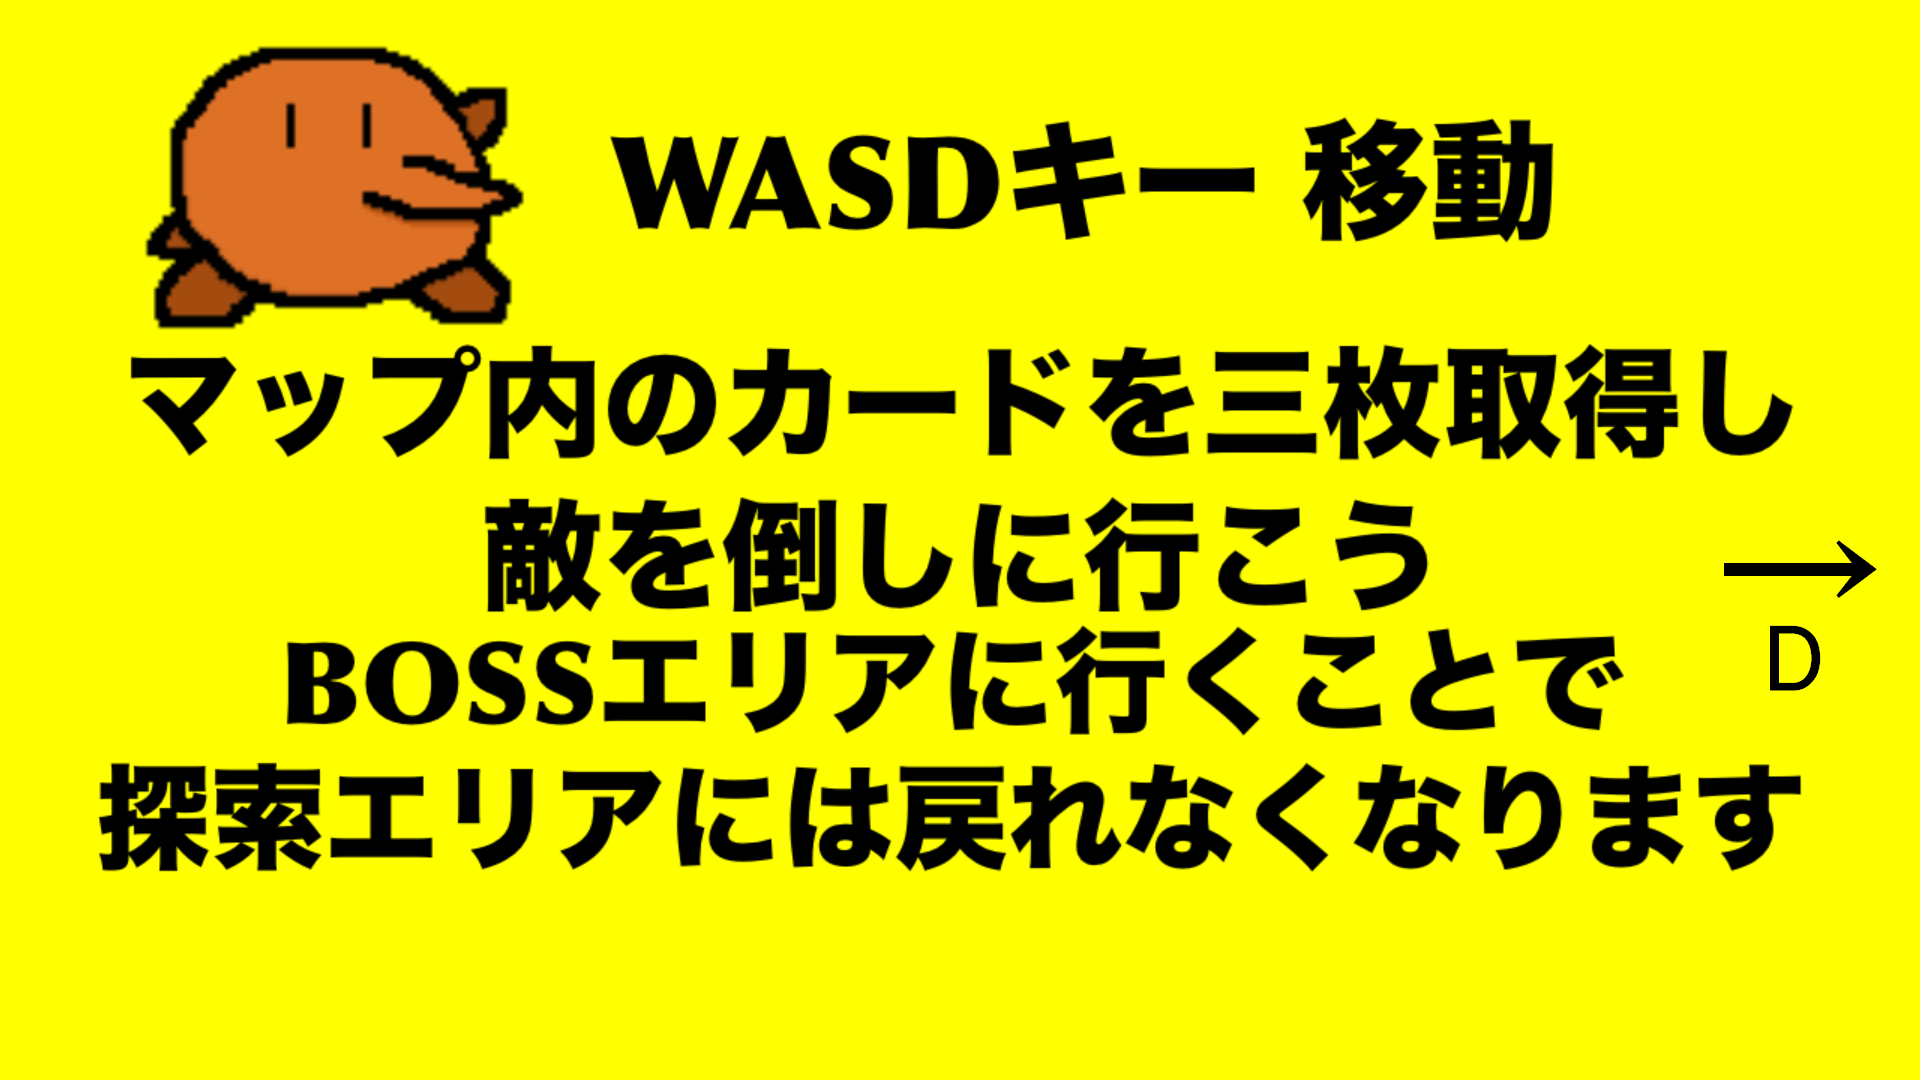 WASDキー 移動
マップ内のカードを三枚取得し
敵を倒しに行こう
BOSSエリアに行くことで
探索エリアには戻れなくなります
→
D